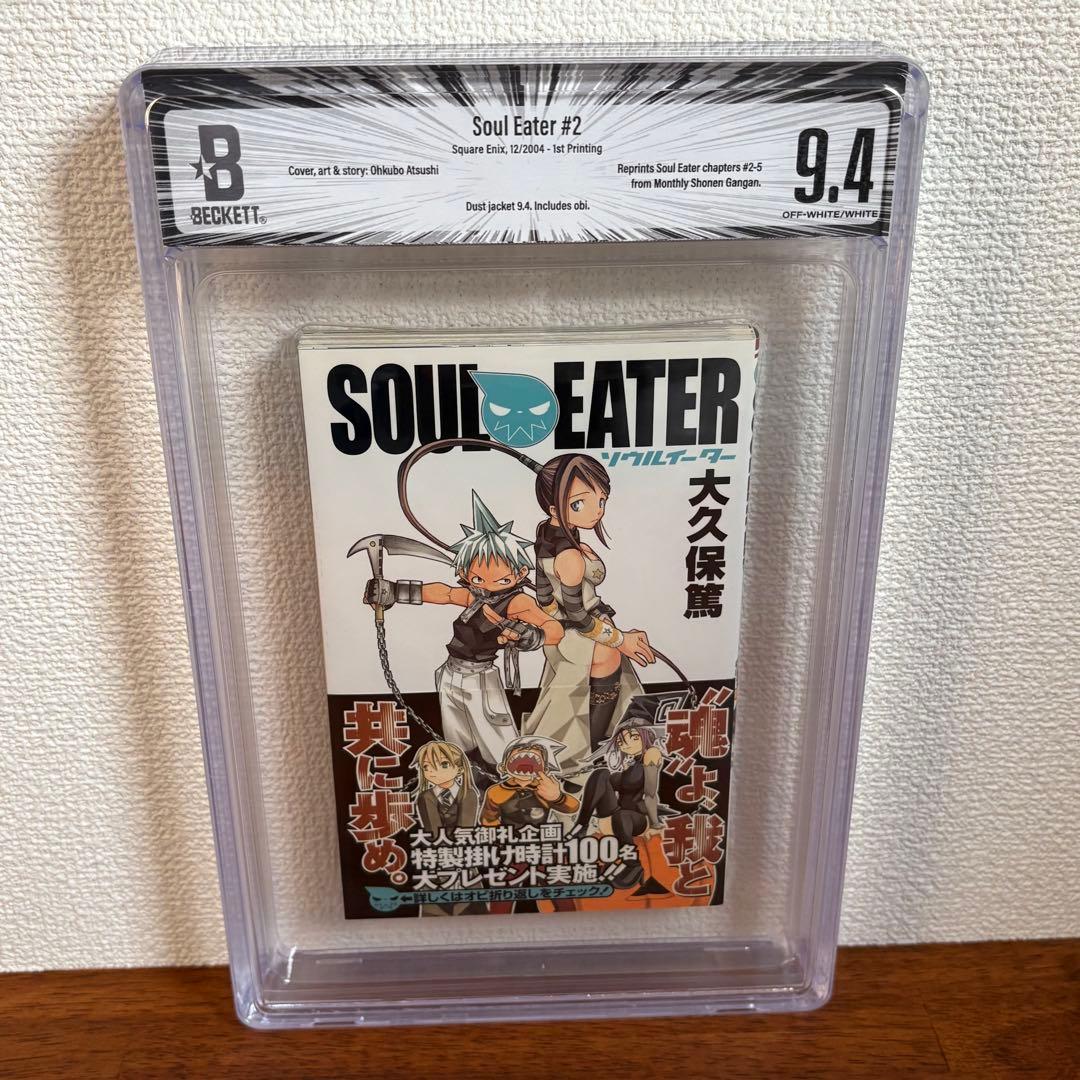 Soul Eater #2
Square Enix, 12/2004 - 1st Printing
B
BECKETT®
Cover, art & story: Ohkubo Atsushi
Reprints Soul Eater chapters #2-5
from Monthly Shonen Gangan.
Dust jacket 9.4. Includes obi.
9.4
OFF-WHITE/WHITE
SOUL EATER
ソウルイーター
大久保篤
“魂”よ、我と
共に歩め。
大人気御礼企画!
特製掛け時計100名
大プレゼント実施!!
←詳しくはオビ折り返しをチェック!